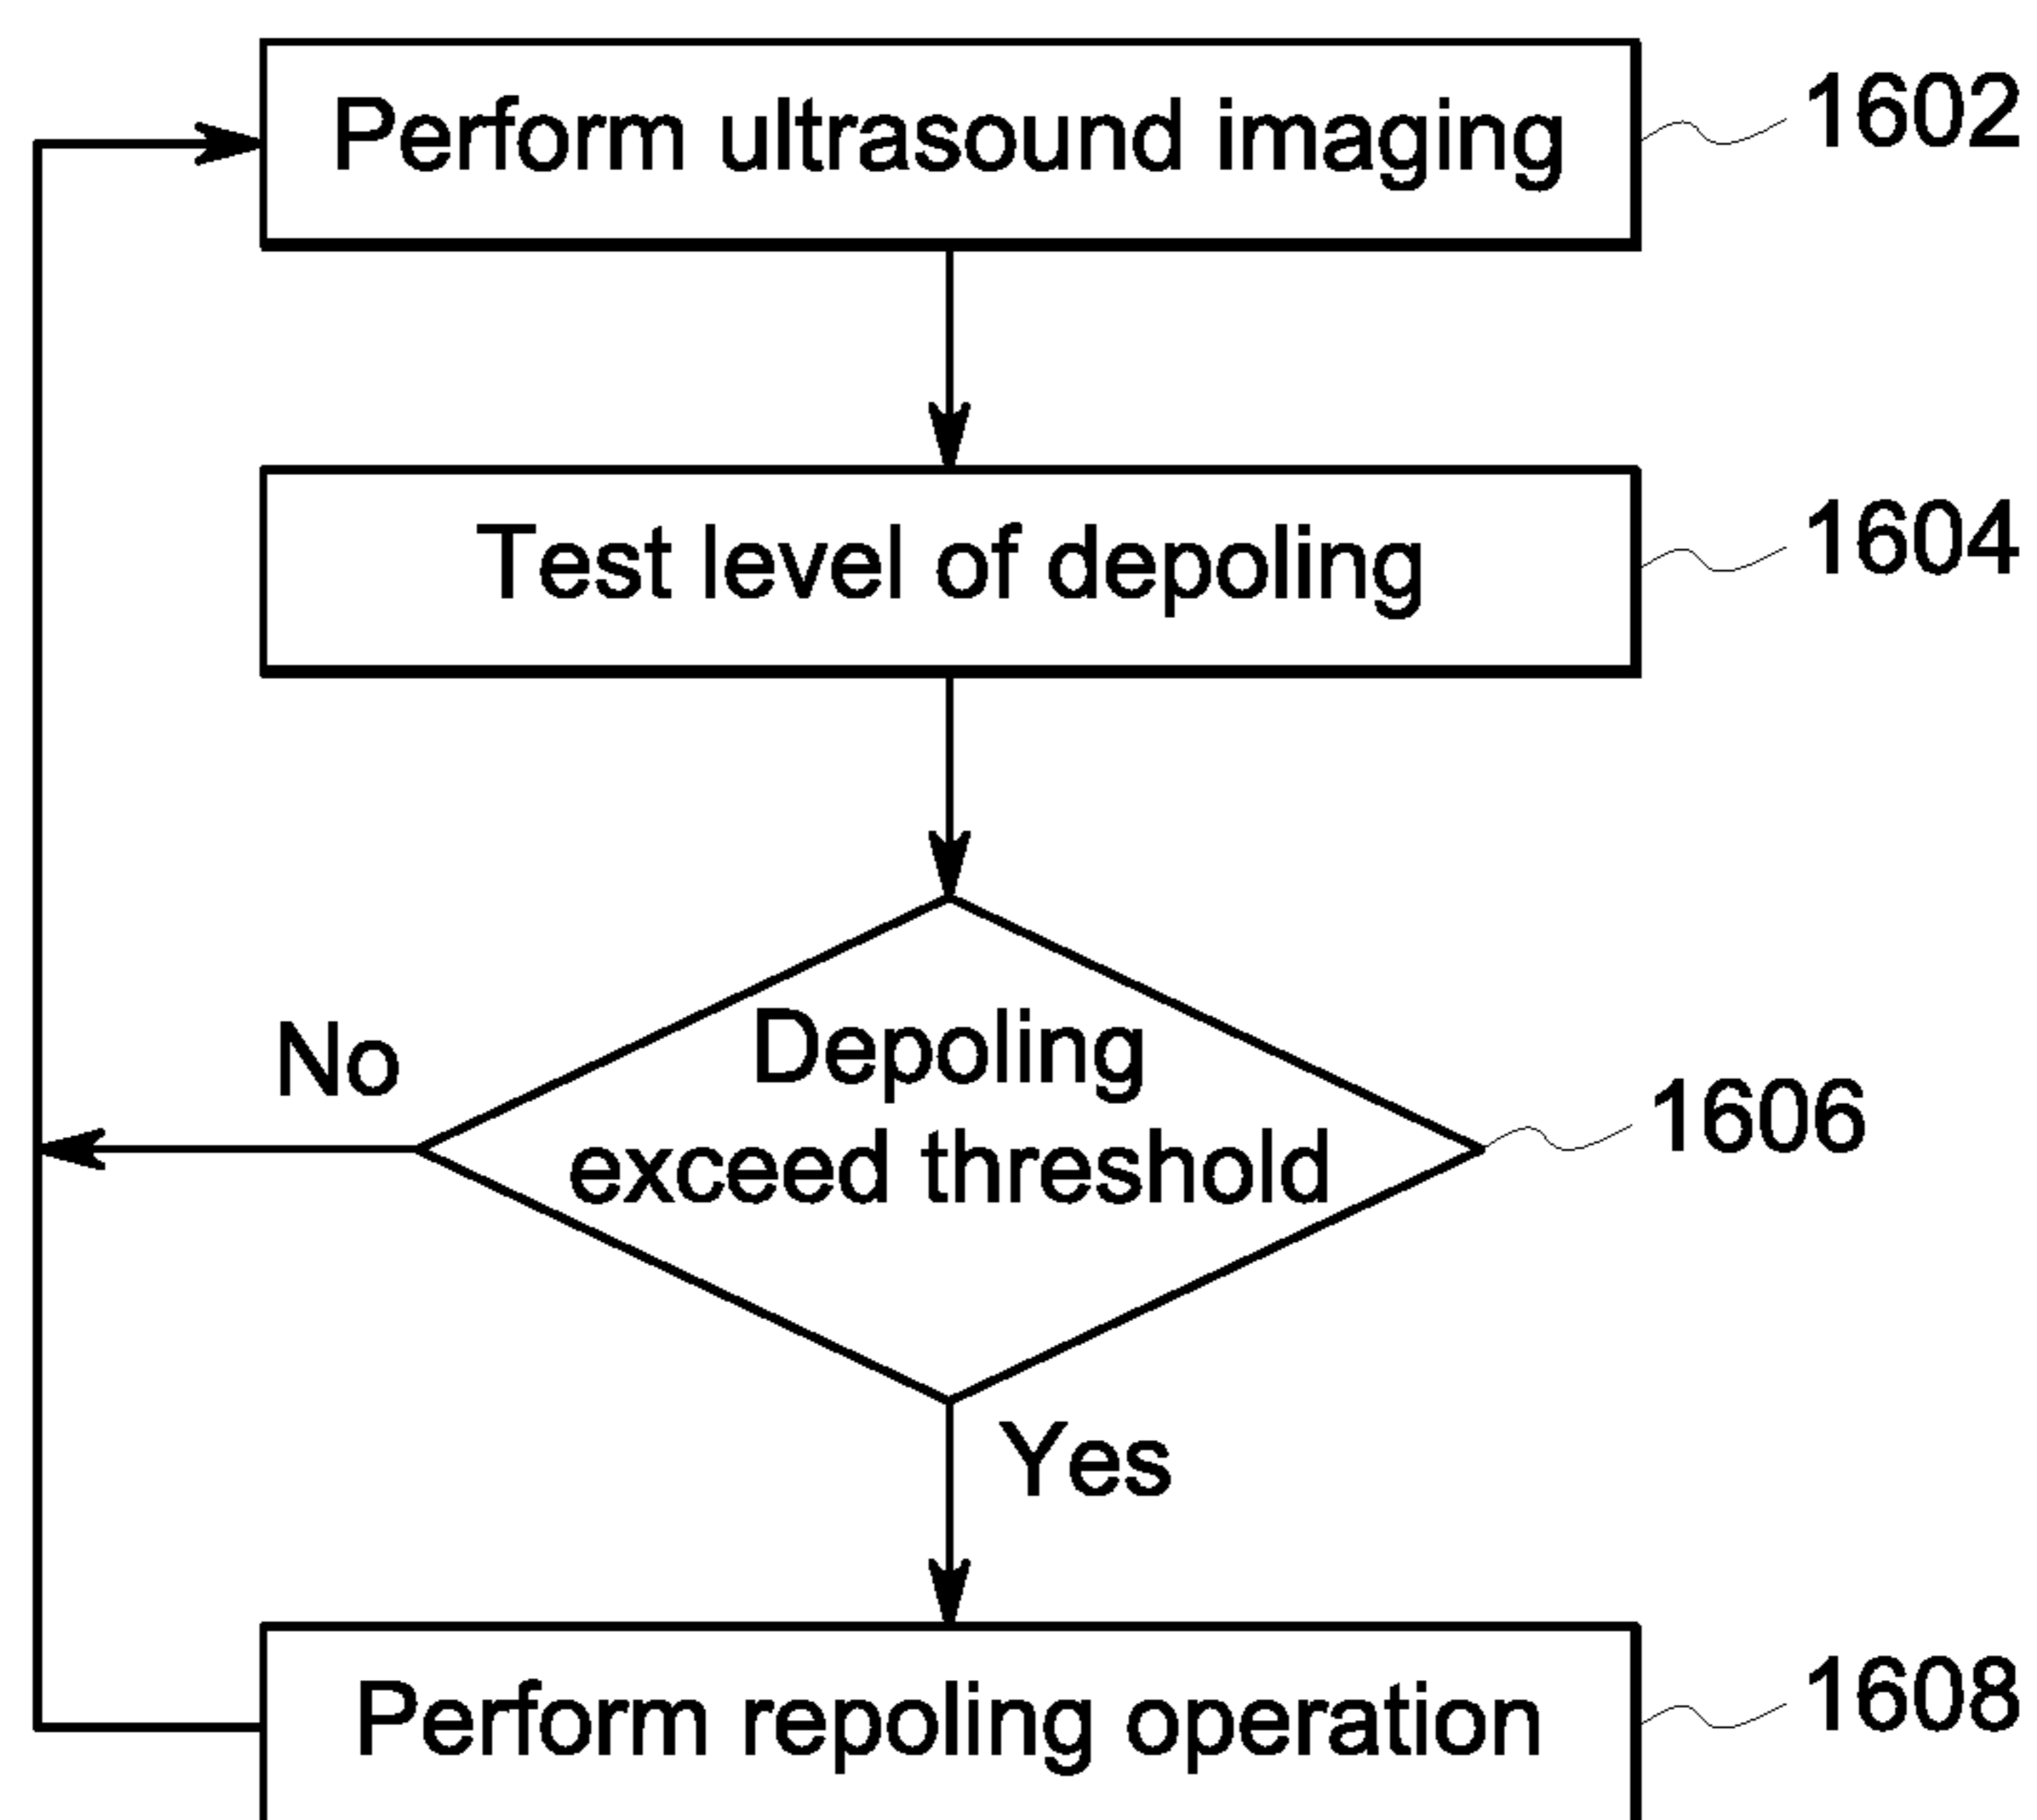 Perform ultrasound imaging
1602
Test level of depoling
1604
Depoling
exceed threshold
1606
No
Yes
Perform repoling operation
1608